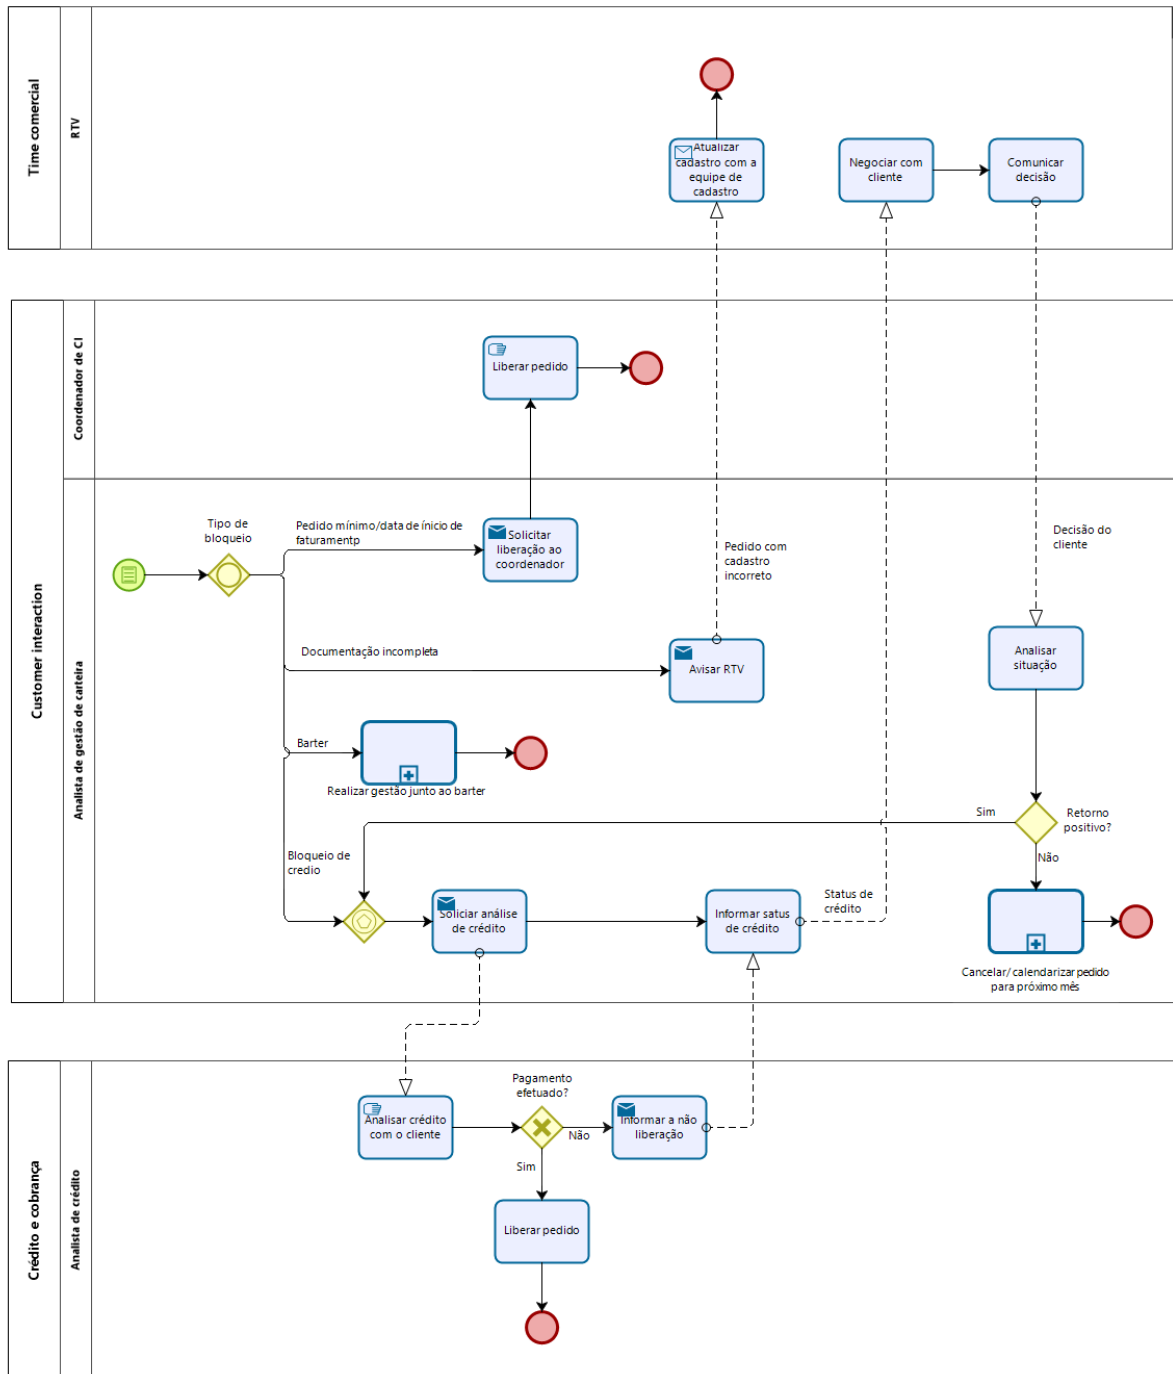 Time comercial
RTV
Atualizar
cadastro com a
equipe de
cadastro
Negociar com
cliente
Comunicar
decisão
Customer interaction
Coordenador de CI
Liberar pedido
Analista de gestão de carteira
Tipo de
bloqueio
Pedido mínimo/data de ínicio de
faturamentp
Solicitar
liberação ao
coordenador
Pedido com
cadastro
incorreto
Decisão do
cliente
Documentação incompleta
Avisar RTV
Analisar
situação
Barter
Realizar gestão junto ao barter
Sim
Retorno
positivo?
Não
Bloqueio de
credio
Soliciar análise
de crédito
Informar satus
de crédito
Status de
crédito
Cancelar/ calendarizar pedido
para próximo mês
Crédito e cobrança
Analista de crédito
Pagamento
efetuado?
Analisar crédito
com o cliente
Não
Informar a não
liberação
Sim
Liberar pedido